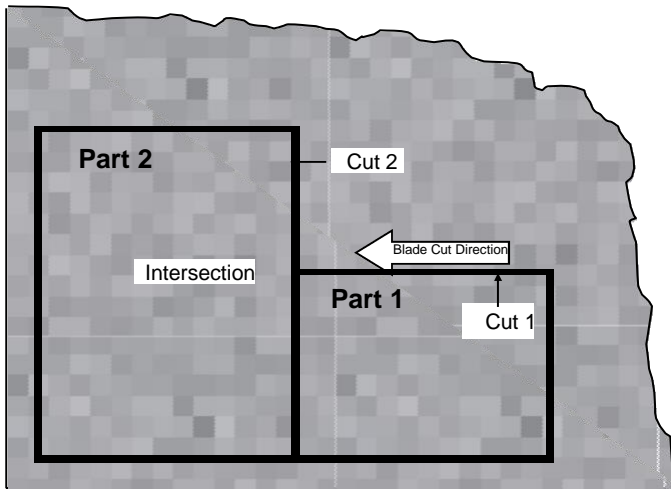 Part 2
Cut 2
Blade Cut Direction
Intersection
Part 1
Cut 1